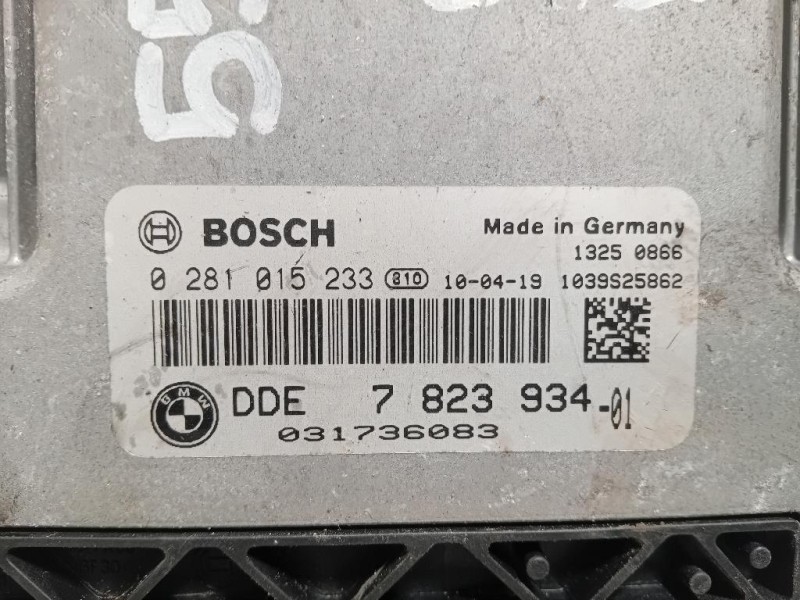 BOSCH
Made in Germany
1325 0866
0 281 015 233 810 10-04-19 1039S25862
BMW DDE 7 823 934-01
031736083